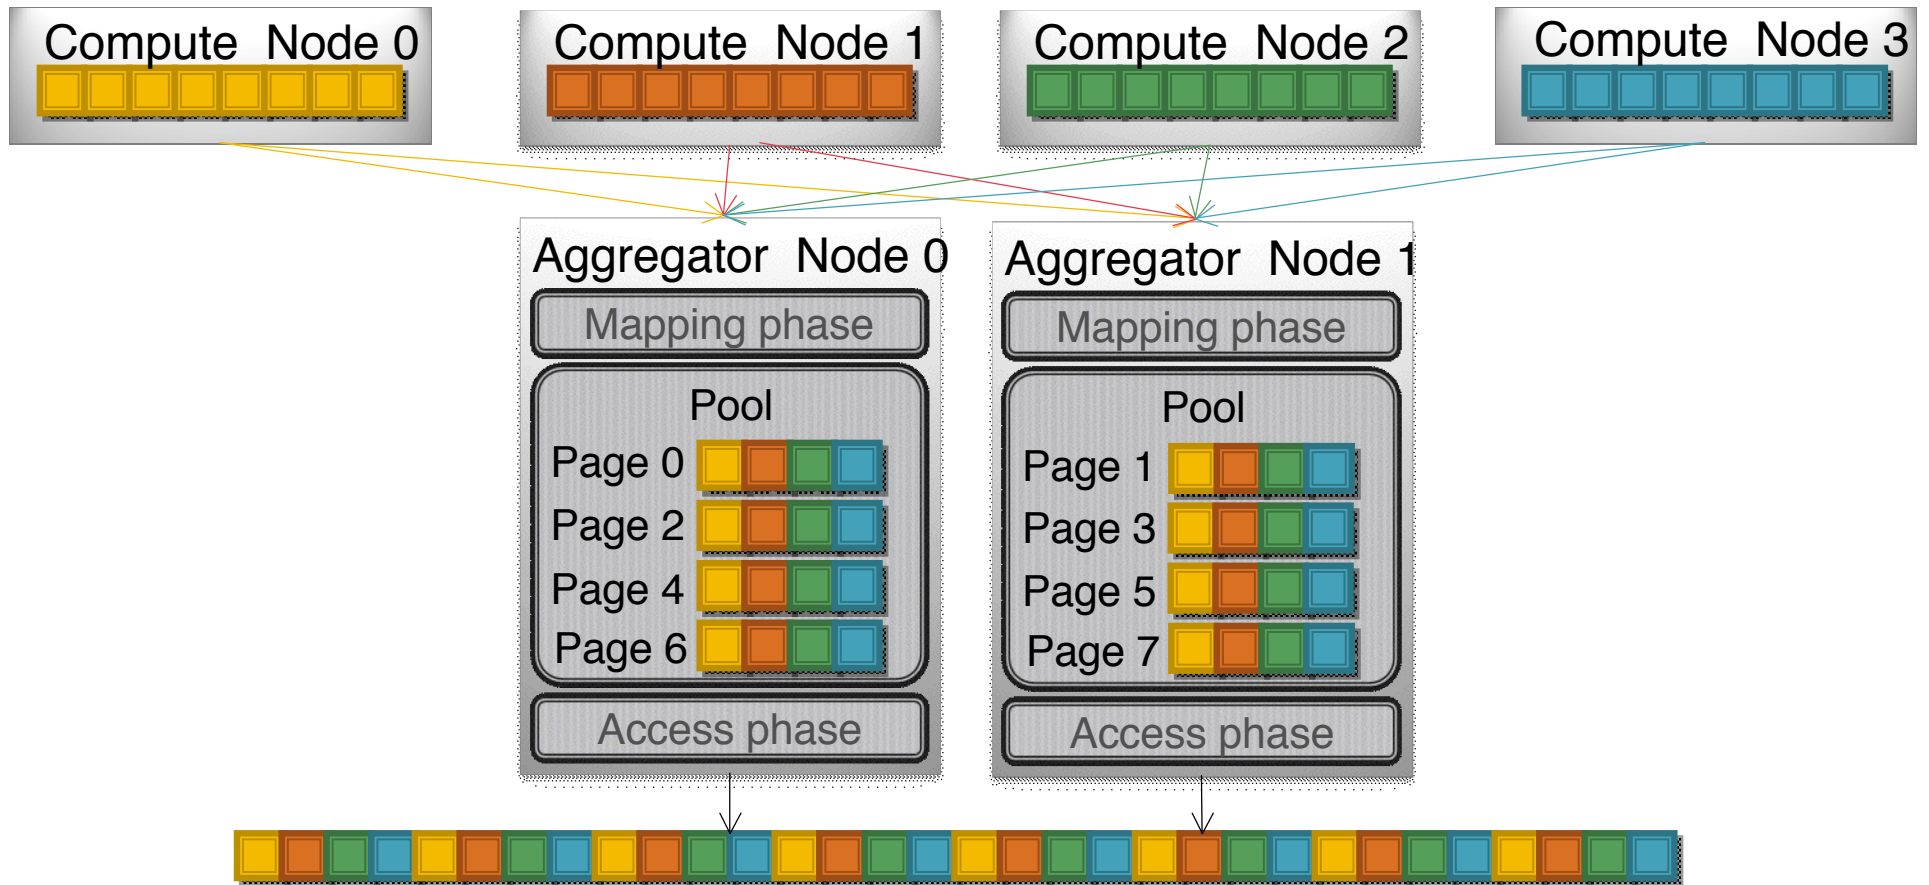 Compute Node 0
Compute Node 1
Compute Node 2
Compute Node 3
Aggregator Node 0
Mapping phase
Pool
Page 0
Page 2
Page 4
Page 6
Access phase
Aggregator Node 1
Mapping phase
Pool
Page 1
Page 3
Page 5
Page 7
Access phase